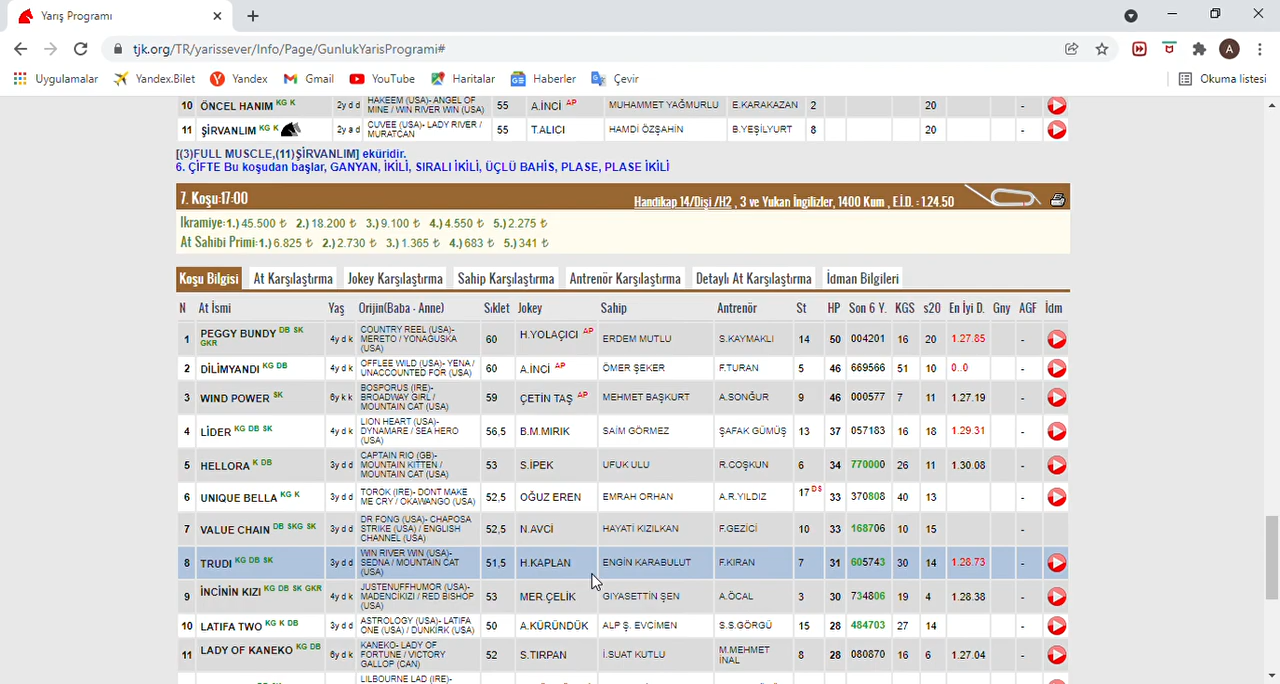 Yarış Programı
tjk.org/TR/yarissever/Info/Page/GunlukYarisProgrami#
A
Uygulamalar Yandex.Bilet Yandex Gmail YouTube Haritalar Haberler Çevir Okuma listesi
10 ÖNCEL HANIM KG K 2y d d HAKEEM (USA)- ANGEL OF MINE / WIN RIVER WIN (USA) 55 A.İNCİ AP MUHAMMET YAĞMURLU E.KARAKAZAN 2 20 -
11 ŞİRVANLIM KG K 2y a d CUVEE (USA)- LADY RIVER / MURATCAN 55 T.ALICI HAMDİ ÖZŞAHİN B.YEŞİLYURT 8 20 -
[(3)FULL MUSCLE,(11)ŞİRVANLIM] eküridir.
6. ÇİFTE Bu koşudan başlar, GANYAN, İKİLİ, SIRALI İKİLİ, ÜÇLÜ BAHİS, PLASE, PLASE İKİLİ
7. Koşu:17:00 Handikap 14/Dişi /H2 , 3 ve Yukarı İngilizler, 1400 Kum , E.İ.D. : 1.24.50
İkramiye:1.) 45.500 ₺ 2.) 18.200 ₺ 3.) 9.100 ₺ 4.) 4.550 ₺ 5.) 2.275 ₺
At Sahibi Primi:1.) 6.825 ₺ 2.) 2.730 ₺ 3.) 1.365 ₺ 4.) 683 ₺ 5.) 341 ₺
Koşu Bilgisi At Karşılaştırma Jokey Karşılaştırma Sahip Karşılaştırma Antrenör Karşılaştırma Detaylı At Karşılaştırma İdman Bilgileri
N At İsmi Yaş Orijin(Baba - Anne) Sıklet Jokey Sahip Antrenör St HP Son 6 Y. KGS s20 En İyi D. Gny AGF İdm
1 PEGGY BUNDY DB SK GKR 4y d k COUNTRY REEL (USA)- MERETO / YONAGUSKA (USA) 60 H.YOLAÇICI AP ERDEM MUTLU S.KAYMAKLI 14 50 004201 16 20 1.27.85 -
2 DİLİMYANDI KG DB 4y d k OFFLEE WILD (USA)- YENA / UNACCOUNTED FOR (USA) 60 A.İNCİ AP ÖMER ŞEKER F.TURAN 5 46 669566 51 10 0..0 -
3 WIND POWER SK 6y k k BOSPORUS (IRE)- BROADWAY GIRL / MOUNTAIN CAT (USA) 59 ÇETİN TAŞ AP MEHMET BAŞKURT A.SONĞUR 9 46 000577 7 11 1.27.19 -
4 LİDER KG DB SK 4y d k LION HEART (USA)- DYNAMARE / SEA HERO (USA) 56,5 B.M.MIRIK SAİM GÖRMEZ ŞAFAK GÜMÜŞ 13 37 057183 16 18 1.29.31 -
5 HELLORA K DB 3y d d CAPTAIN RIO (GB)- MOUNTAIN KITTEN / MOUNTAIN CAT (USA) 53 S.İPEK UFUK ULU R.COŞKUN 6 34 770000 26 11 1.30.08 -
6 UNIQUE BELLA KG K 3y d d TOROK (IRE)- DONT MAKE ME CRY / OKAWANGO (USA) 52,5 OĞUZ EREN EMRAH ORHAN A.R.YILDIZ 17 DS 33 370808 40 13 -
7 VALUE CHAIN DB SKG SK 3y d d DR FONG (USA)- CHAPOSA STRIKE (USA) / ENGLISH CHANNEL (USA) 52,5 N.AVCİ HAYATİ KIZILKAN F.GEZİCİ 10 33 168706 10 15 -
8 TRUDI KG DB SK 3y d d WIN RIVER WIN (USA)- SEDNA / MOUNTAIN CAT (USA) 51,5 H.KAPLAN ENGİN KARABULUT F.KIRAN 7 31 605743 30 14 1.28.73 -
9 İNCİNİN KIZI KG DB SK GKR 4y d k JUSTENUFFHUMOR (USA)- MADENCİKIZI / RED BISHOP (USA) 53 MER.ÇELİK GIYASETTİN ŞEN A.ÖCAL 3 30 734806 19 4 1.28.38 -
10 LATIFA TWO KG K DB 3y d d ASTROLOGY (USA)- LATIFA ONE (USA) / DUNKIRK (USA) 50 A.KÜRÜNDÜK ALP Ş. EVCİMEN S.S.GÖRGÜ 15 28 484703 27 14 -
11 LADY OF KANEKO KG DB 6y d k KANEKO- LADY OF FORTUNE / VICTORY GALLOP (CAN) 52 S.TIRPAN İ.SUAT KUTLU M.MEHMET İNAL 8 28 080870 16 6 1.27.04 -
LILBOURNE LAD (IRE)-